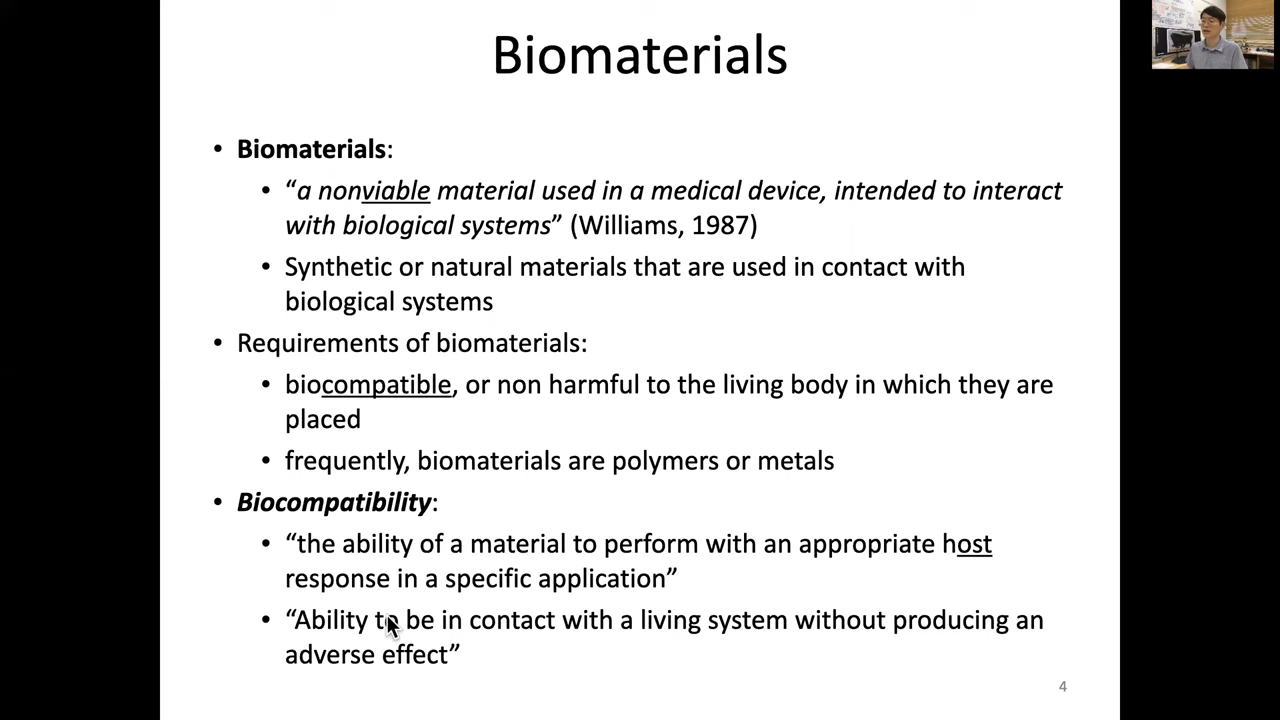 Biomaterials
• Biomaterials:
• “a nonviable material used in a medical device, intended to interact
with biological systems” (Williams, 1987)
• Synthetic or natural materials that are used in contact with
biological systems
• Requirements of biomaterials:
• biocompatible, or non harmful to the living body in which they are
placed
• frequently, biomaterials are polymers or metals
• Biocompatibility:
• “the ability of a material to perform with an appropriate host
response in a specific application”
• “Ability to be in contact with a living system without producing an
adverse effect”
4